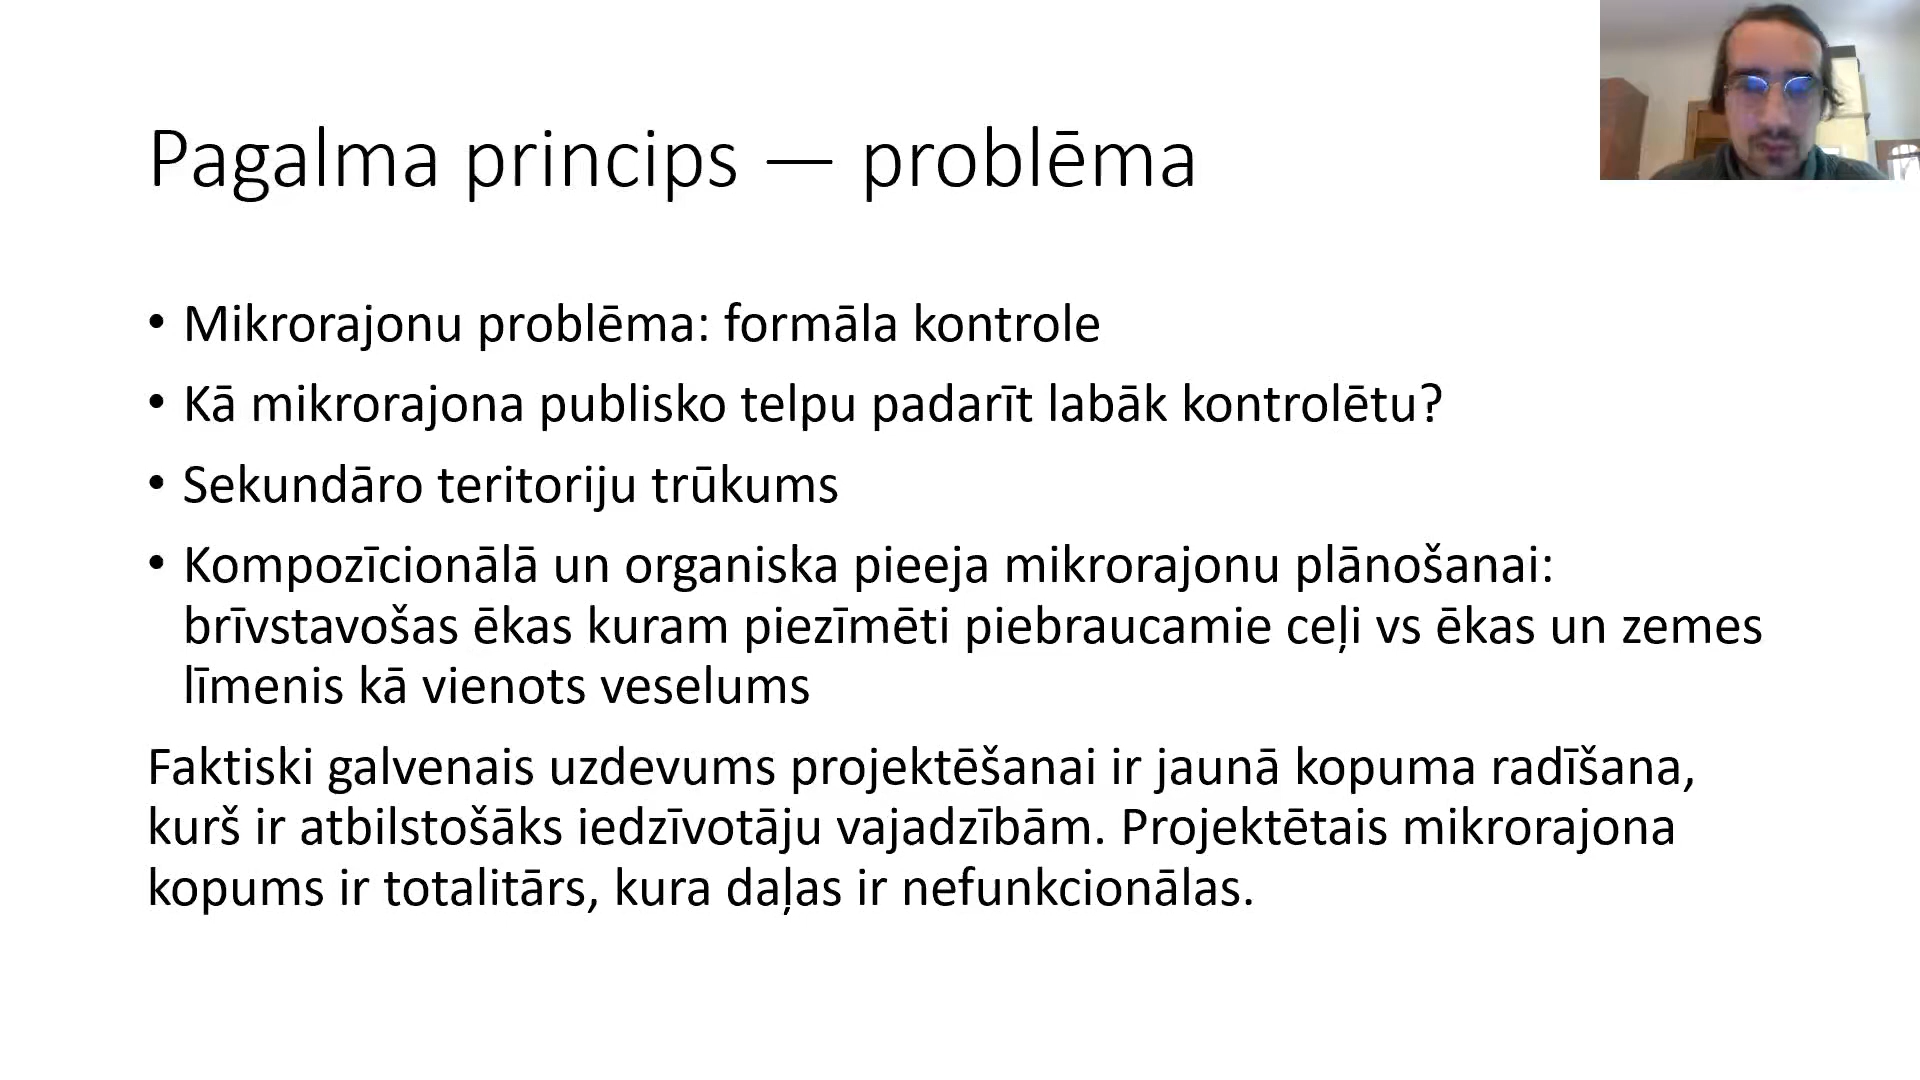 Pagalma princips — problēma
• Mikrorajonu problēma: formāla kontrole
• Kā mikrorajona publisko telpu padarīt labāk kontrolētu?
• Sekundāro teritoriju trūkums
• Kompozīcionālā un organiska pieeja mikrorajonu plānošanai:
brīvstavošas ēkas kuram piezīmēti piebraucamie ceļi vs ēkas un zemes
līmenis kā vienots veselums
Faktiski galvenais uzdevums projektēšanai ir jaunā kopuma radīšana,
kurš ir atbilstošāks iedzīvotāju vajadzībām. Projektētais mikrorajona
kopums ir totalitārs, kura daļas ir nefunkcionālas.